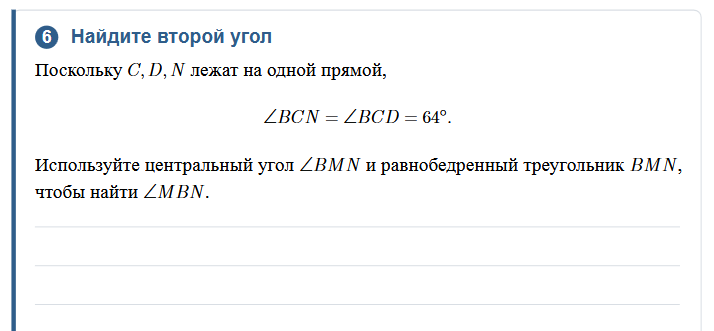 6 Найдите второй угол
Поскольку C, D, N лежат на одной прямой,
∠BCN = ∠BCD = 64°.
Используйте центральный угол ∠BMN и равнобедренный треугольник BMN,
чтобы найти ∠MBN.